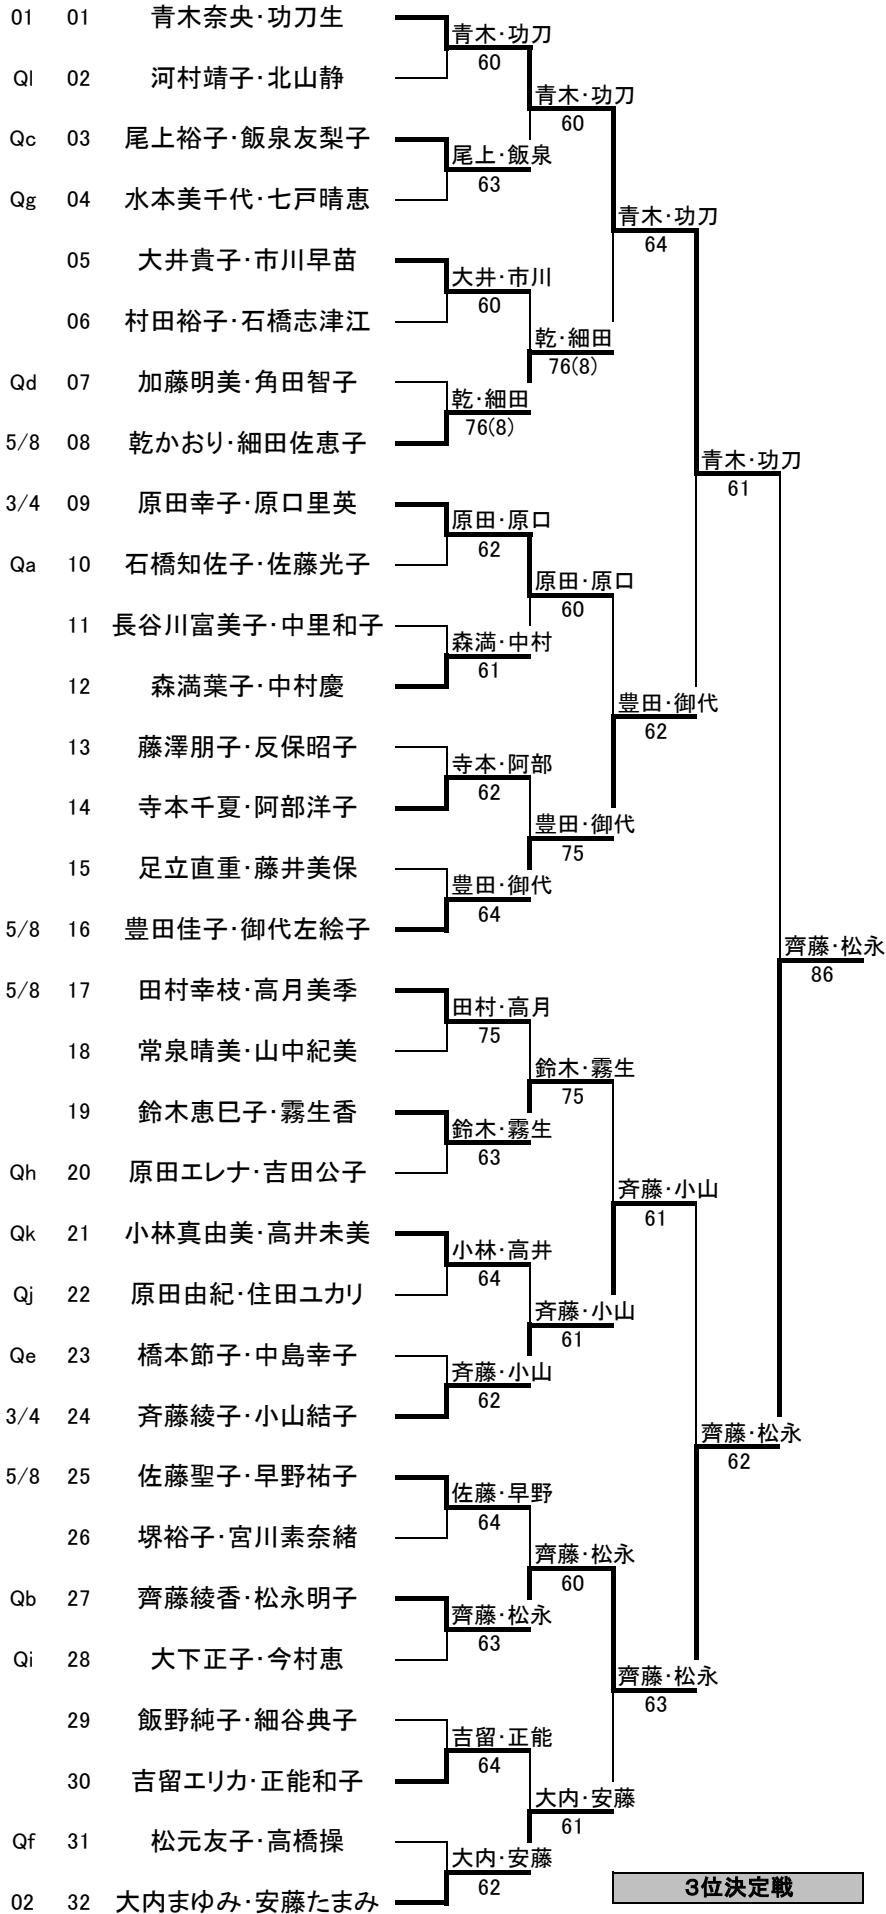 01 01 青木奈央・功刀生
青木・功刀
60
Ql 02 河村靖子・北山静
青木・功刀
60
Qc 03 尾上裕子・飯泉友梨子
尾上・飯泉
63
Qg 04 水本美千代・七戸晴恵
青木・功刀
64
05 大井貴子・市川早苗
大井・市川
60
06 村田裕子・石橋志津江
乾・細田
76(8)
Qd 07 加藤明美・角田智子
乾・細田
76(8)
5/8 08 乾かおり・細田佐恵子
青木・功刀
61
3/4 09 原田幸子・原口里英
原田・原口
62
Qa 10 石橋知佐子・佐藤光子
原田・原口
60
11 長谷川富美子・中里和子
森満・中村
61
12 森満葉子・中村慶
豊田・御代
62
13 藤澤朋子・反保昭子
寺本・阿部
62
14 寺本千夏・阿部洋子
豊田・御代
75
15 足立直重・藤井美保
豊田・御代
64
5/8 16 豊田佳子・御代左絵子
齊藤・松永
86
5/8 17 田村幸枝・高月美季
田村・高月
75
18 常泉晴美・山中紀美
鈴木・霧生
75
19 鈴木恵巳子・霧生香
鈴木・霧生
63
Qh 20 原田エレナ・吉田公子
斉藤・小山
61
Qk 21 小林真由美・高井未美
小林・高井
64
Qj 22 原田由紀・住田ユカリ
斉藤・小山
61
Qe 23 橋本節子・中島幸子
斉藤・小山
62
3/4 24 斉藤綾子・小山結子
齊藤・松永
62
5/8 25 佐藤聖子・早野祐子
佐藤・早野
64
26 堺裕子・宮川素奈緒
齊藤・松永
60
Qb 27 齊藤綾香・松永明子
齊藤・松永
63
Qi 28 大下正子・今村恵
齊藤・松永
63
29 飯野純子・細谷典子
吉留・正能
64
30 吉留エリカ・正能和子
大内・安藤
61
Qf 31 松元友子・高橋操
大内・安藤
62
02 32 大内まゆみ・安藤たまみ
3位決定戦